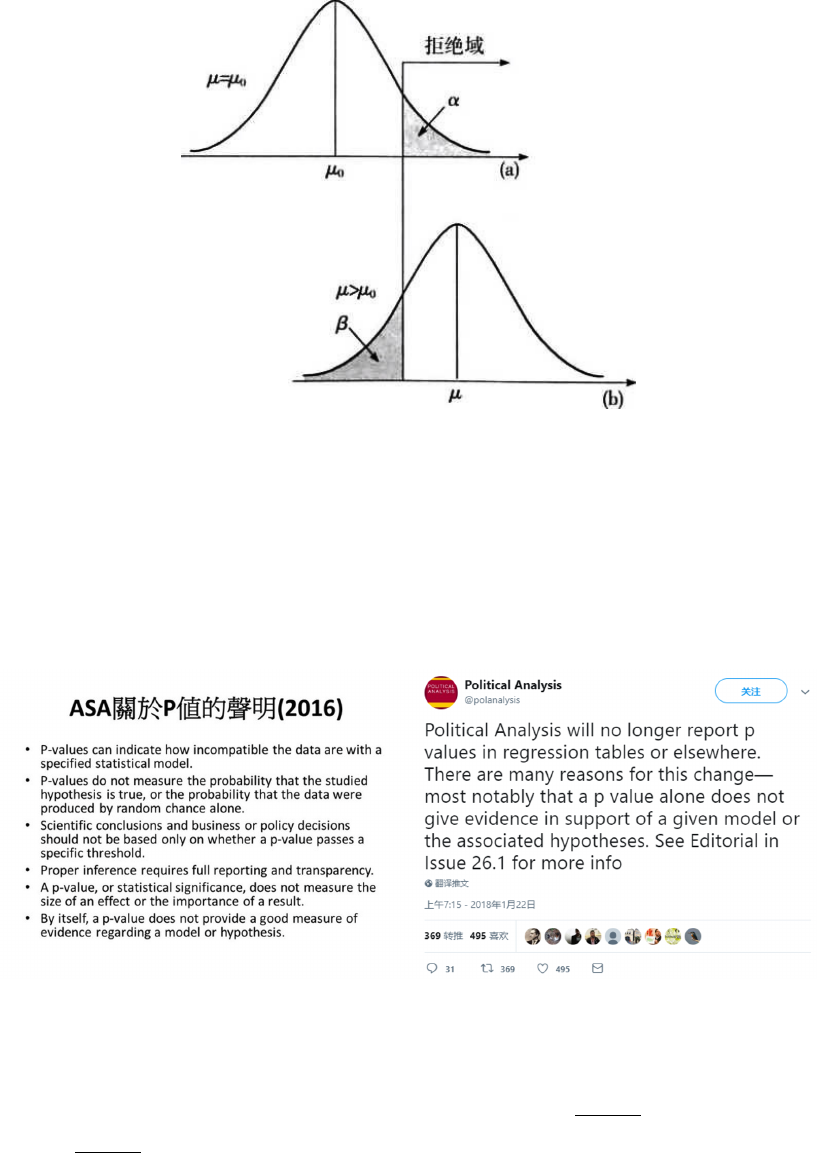 拒绝域
μ=μ₀
α
μ₀
(a)
μ>μ₀
β
μ
(b)
ASA關於P值的聲明(2016)
• P-values can indicate how incompatible the data are with a
specified statistical model.
• P-values do not measure the probability that the studied
hypothesis is true, or the probability that the data were
produced by random chance alone.
• Scientific conclusions and business or policy decisions
should not be based only on whether a p-value passes a
specific threshold.
• Proper inference requires full reporting and transparency.
• A p-value, or statistical significance, does not measure the
size of an effect or the importance of a result.
• By itself, a p-value does not provide a good measure of
evidence regarding a model or hypothesis.
POLITICAL
ANALYSIS
Political Analysis
@polanalysis
关注
Political Analysis will no longer report p
values in regression tables or elsewhere.
There are many reasons for this change—
most notably that a p value alone does not
give evidence in support of a given model or
the associated hypotheses. See Editorial in
Issue 26.1 for more info
翻译推文
上午7:15 - 2018年1月22日
369 转推 495 喜欢
31 369 495